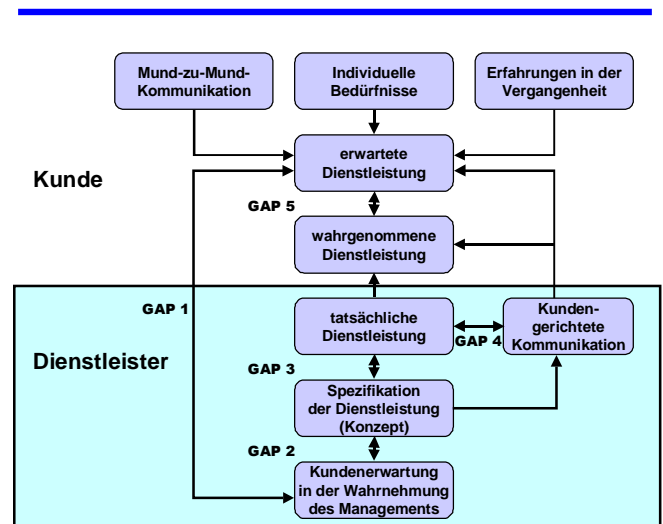 Mund-zu-Mund-
Kommunikation
Individuelle
Bedürfnisse
Erfahrungen in der
Vergangenheit
erwartete
Dienstleistung
Kunde
GAP 5
wahrgenommene
Dienstleistung
GAP 1
tatsächliche
Dienstleistung
GAP 4
Kunden-
gerichtete
Kommunikation
Dienstleister
GAP 3
Spezifikation
der Dienstleistung
(Konzept)
GAP 2
Kundenerwartung
in der Wahrnehmung
des Managements